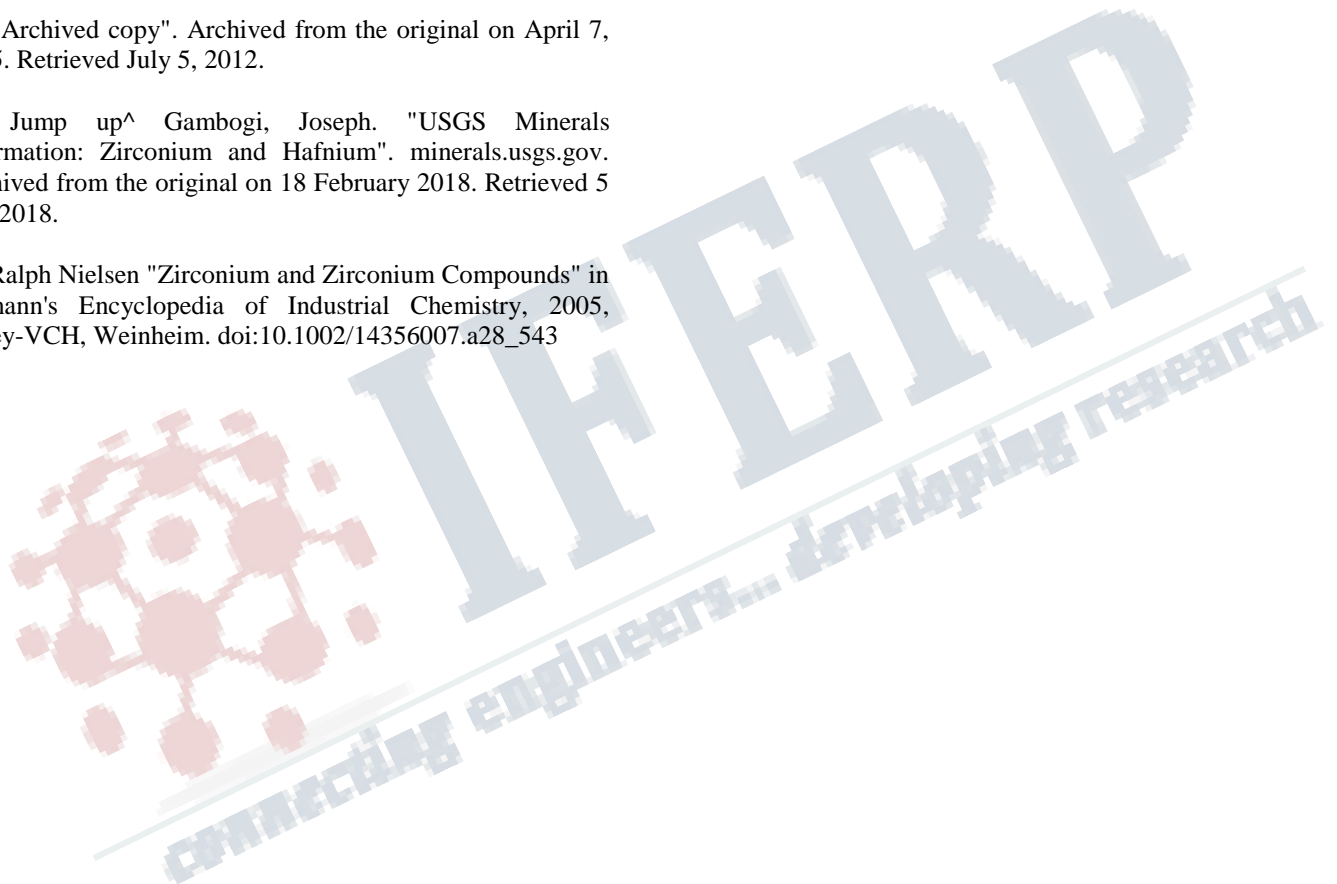 Archived copy". Archived from the original on April 7,
5. Retrieved July 5, 2012.
Jump up^ Gambogi, Joseph. "USGS Minerals
rmation: Zirconium and Hafnium". minerals.usgs.gov.
hived from the original on 18 February 2018. Retrieved 5
2018.
Ralph Nielsen "Zirconium and Zirconium Compounds" in
mann's Encyclopedia of Industrial Chemistry, 2005,
ey-VCH, Weinheim. doi:10.1002/14356007.a28_543
IFERP
connecting engineers... developing research